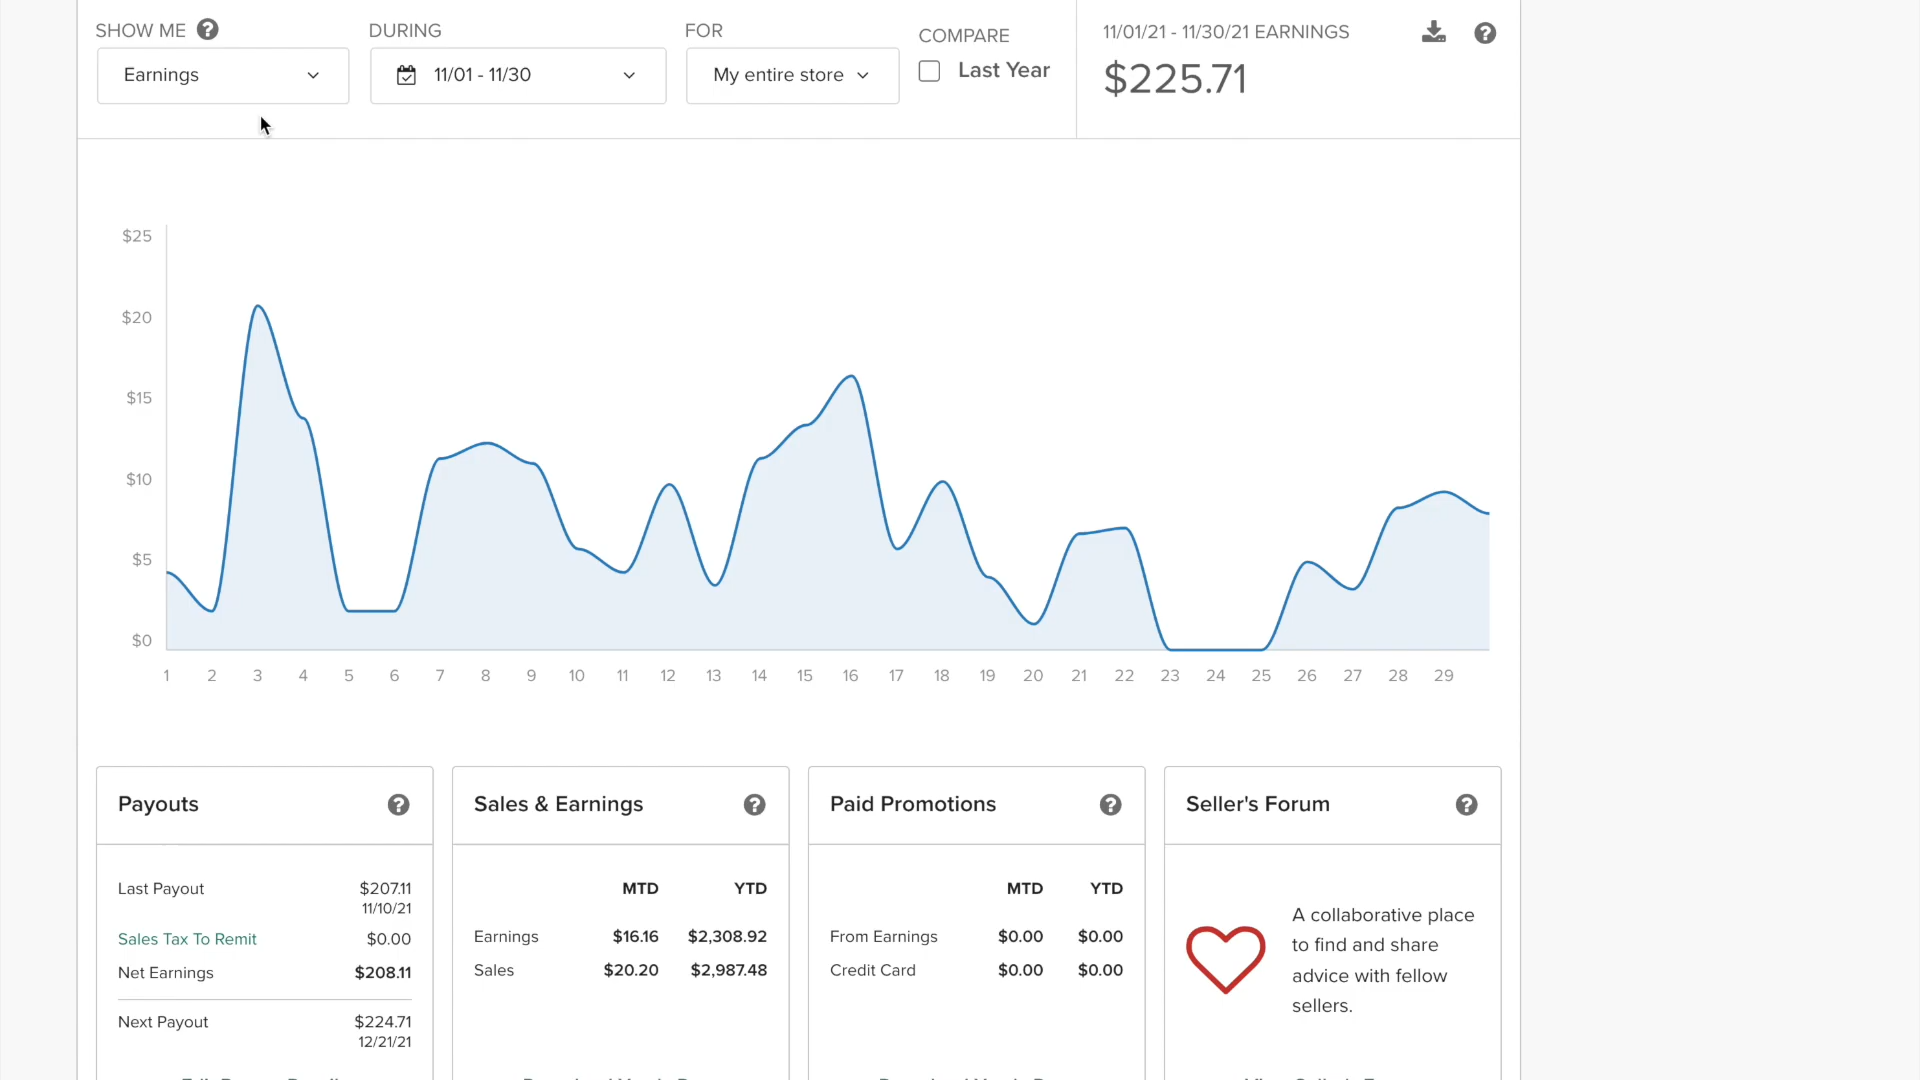 SHOW ME
DURING
FOR
COMPARE
11/01/21 - 11/30/21 EARNINGS
Earnings
11/01 - 11/30
My entire store
Last Year
$225.71
$25
$20
$15
$10
$5
$0
1 2 3 4 5 6 7 8 9 10 11 12 13 14 15 16 17 18 19 20 21 22 23 24 25 26 27 28 29
Payouts
Last Payout $207.11
11/10/21
Sales Tax To Remit $0.00
Net Earnings $208.11
Next Payout $224.71
12/21/21
Sales & Earnings
MTD YTD
Earnings $16.16 $2,308.92
Sales $20.20 $2,987.48
Paid Promotions
MTD YTD
From Earnings $0.00 $0.00
Credit Card $0.00 $0.00
Seller's Forum
A collaborative place
to find and share
advice with fellow
sellers.